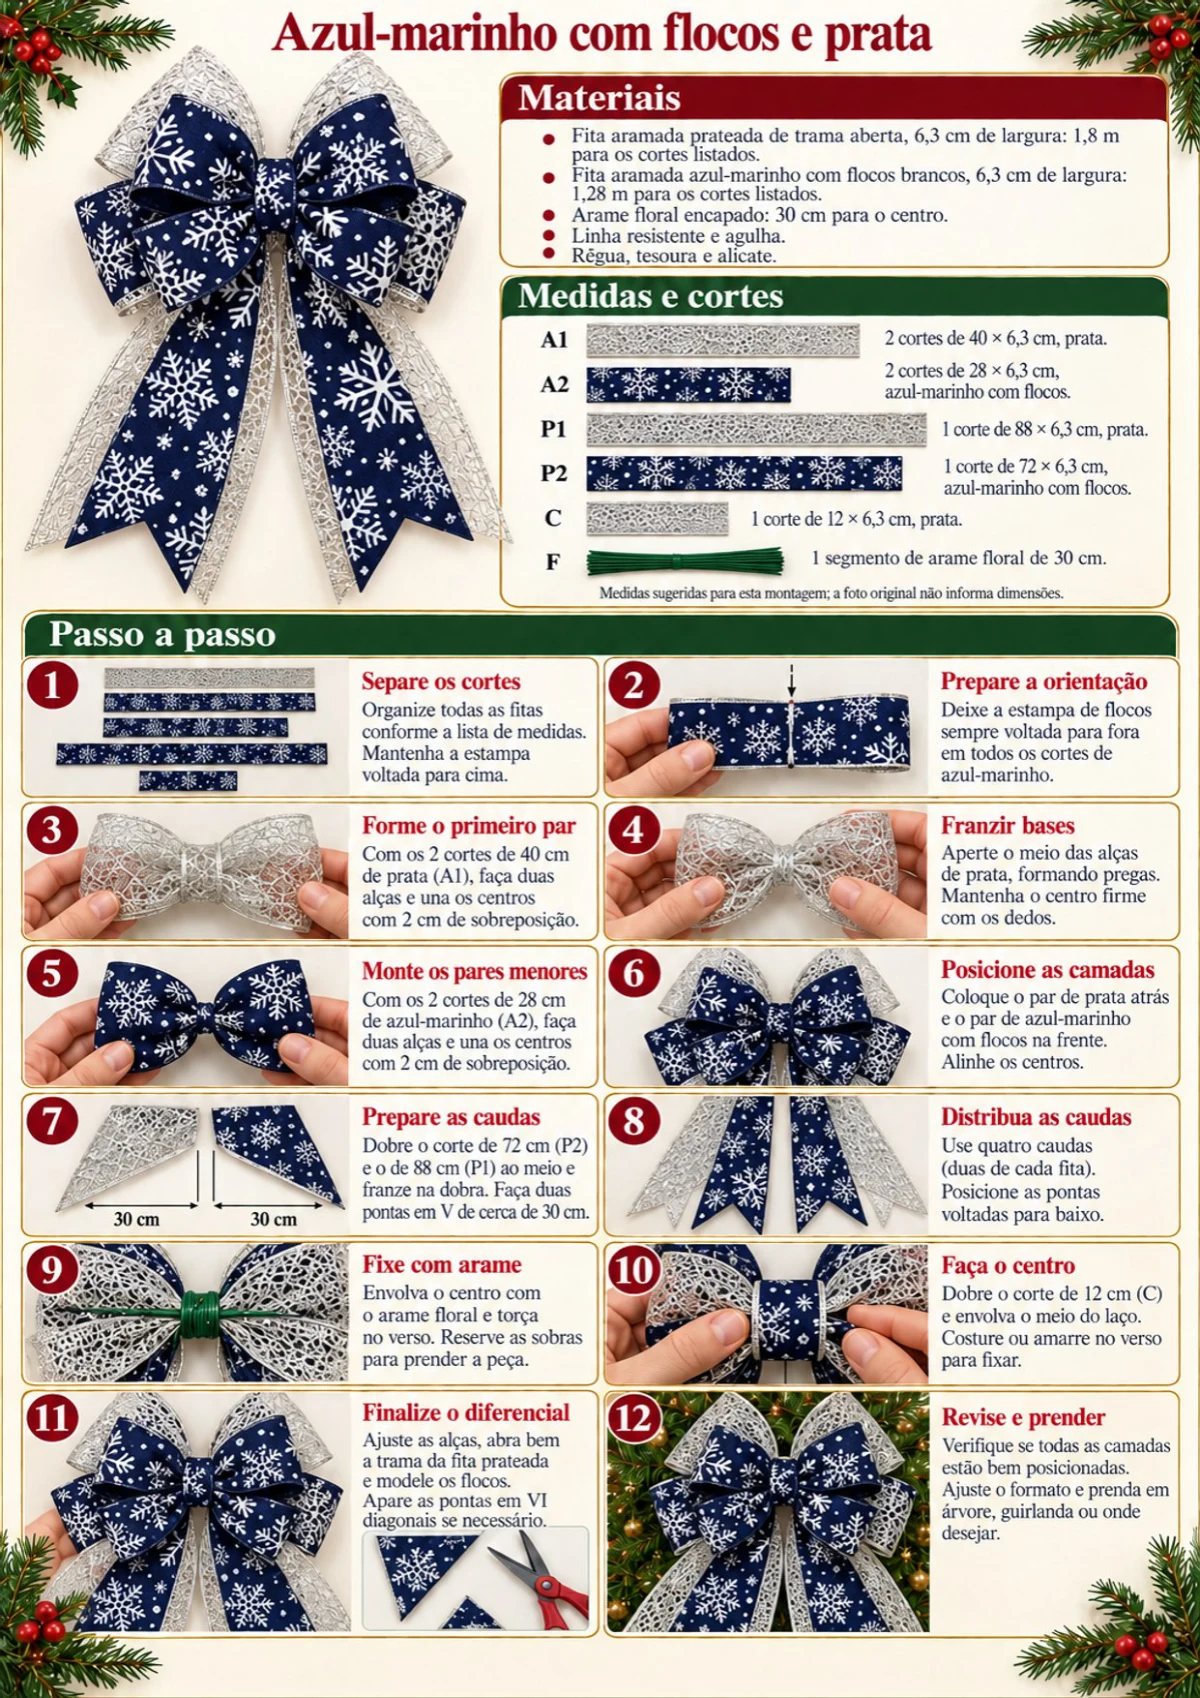 Azul-marinho com flocos e prata
Materiais
Fita aramada prateada de trama aberta, 6,3 cm de largura: 1,8 m
para os cortes listados.
Fita aramada azul-marinho com flocos brancos, 6,3 cm de largura:
1,28 m para os cortes listados.
Arame floral encapado: 30 cm para o centro.
Linha resistente e agulha.
Rēgua, tesoura e alicate.
Medidas e cortes
A1
2 cortes de 40 × 6,3 cm, prata.
A2
2 cortes de 28 × 6,3 cm,
azul-marinho com flocos.
P1
1 corte de 88 × 6,3 cm, prata.
P2
1 corte de 72 × 6,3 cm,
azul-marinho com flocos.
C
1 corte de 12 × 6,3 cm, prata.
F
1 segmento de arame floral de 30 cm.
Medidas sugeridas para esta montagem; a foto original não informa dimensões.
Passo a passo
1
Separe os cortes
Organize todas as fitas
conforme a lista de medidas.
Mantenha a estampa
voltada para cima.
2
Prepare a orientação
Deixe a estampa de flocos
sempre voltada para fora
em todos os cortes de
azul-marinho.
3
Forme o primeiro par
Com os 2 cortes de 40 cm
de prata (A1), faça duas
alças e una os centros
com 2 cm de sobreposição.
4
Franzir bases
Aperte o meio das alças
de prata, formando pregas.
Mantenha o centro firme
com os dedos.
5
Monte os pares menores
Com os 2 cortes de 28 cm
de azul-marinho (A2), faça
duas alças e una os centros
com 2 cm de sobreposição.
6
Posicione as camadas
Coloque o par de prata atrás
e o par de azul-marinho
com flocos na frente.
Alinhe os centros.
7
30 cm
30 cm
Prepare as caudas
Dobre o corte de 72 cm (P2)
e o de 88 cm (P1) ao meio e
franze na dobra. Faça duas
pontas em V de cerca de 30 cm.
8
Distribua as caudas
Use quatro caudas
(duas de cada fita).
Posicione as pontas
voltadas para baixo.
9
Fixe com arame
Envolva o centro com
o arame floral e torça
no verso. Reserve as sobras
para prender a peça.
10
Faça o centro
Dobre o corte de 12 cm (C)
e envolva o meio do laço.
Costure ou amarre no verso
para fixar.
11
Finalize o diferencial
Ajuste as alças, abra bem
a trama da fita prateada
e modele os flocos.
Apare as pontas em VI
diagonais se necessário.
12
Revise e prender
Verifique se todas as camadas
estão bem posicionadas.
Ajuste o formato e prenda em
árvore, guirlanda ou onde
desejar.